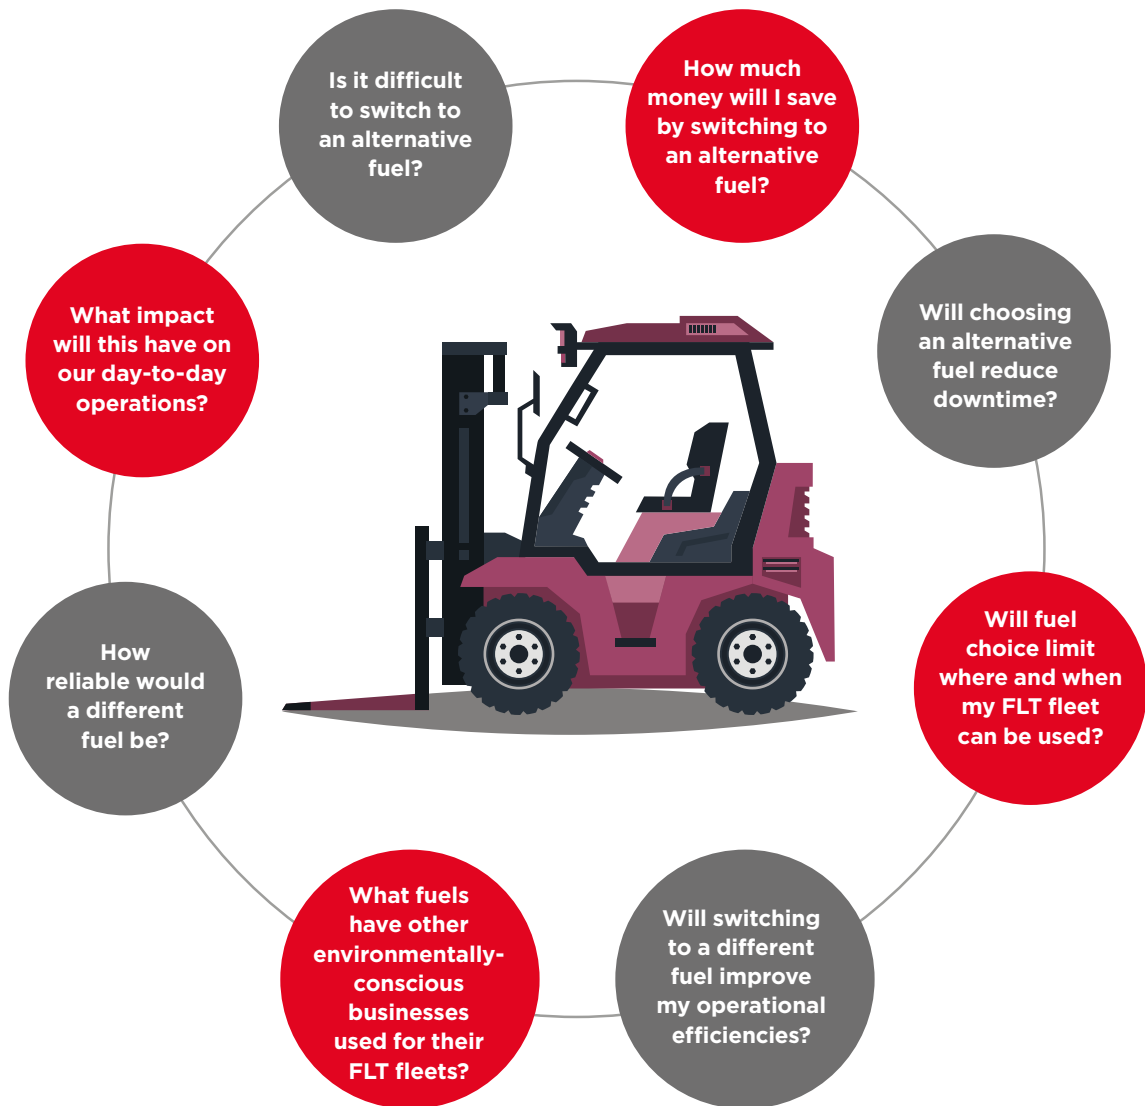 Is it difficult
to switch to
an alternative
fuel?
How much
money will I save
by switching to
an alternative
fuel?
Will choosing
an alternative
fuel reduce
downtime?
Will fuel
choice limit
where and when
my FLT fleet
can be used?
Will switching
to a different
fuel improve
my operational
efficiencies?
What fuels
have other
environmentally-
conscious
businesses
used for their
FLT fleets?
How
reliable would
a different
fuel be?
What impact
will this have on
our day-to-day
operations?